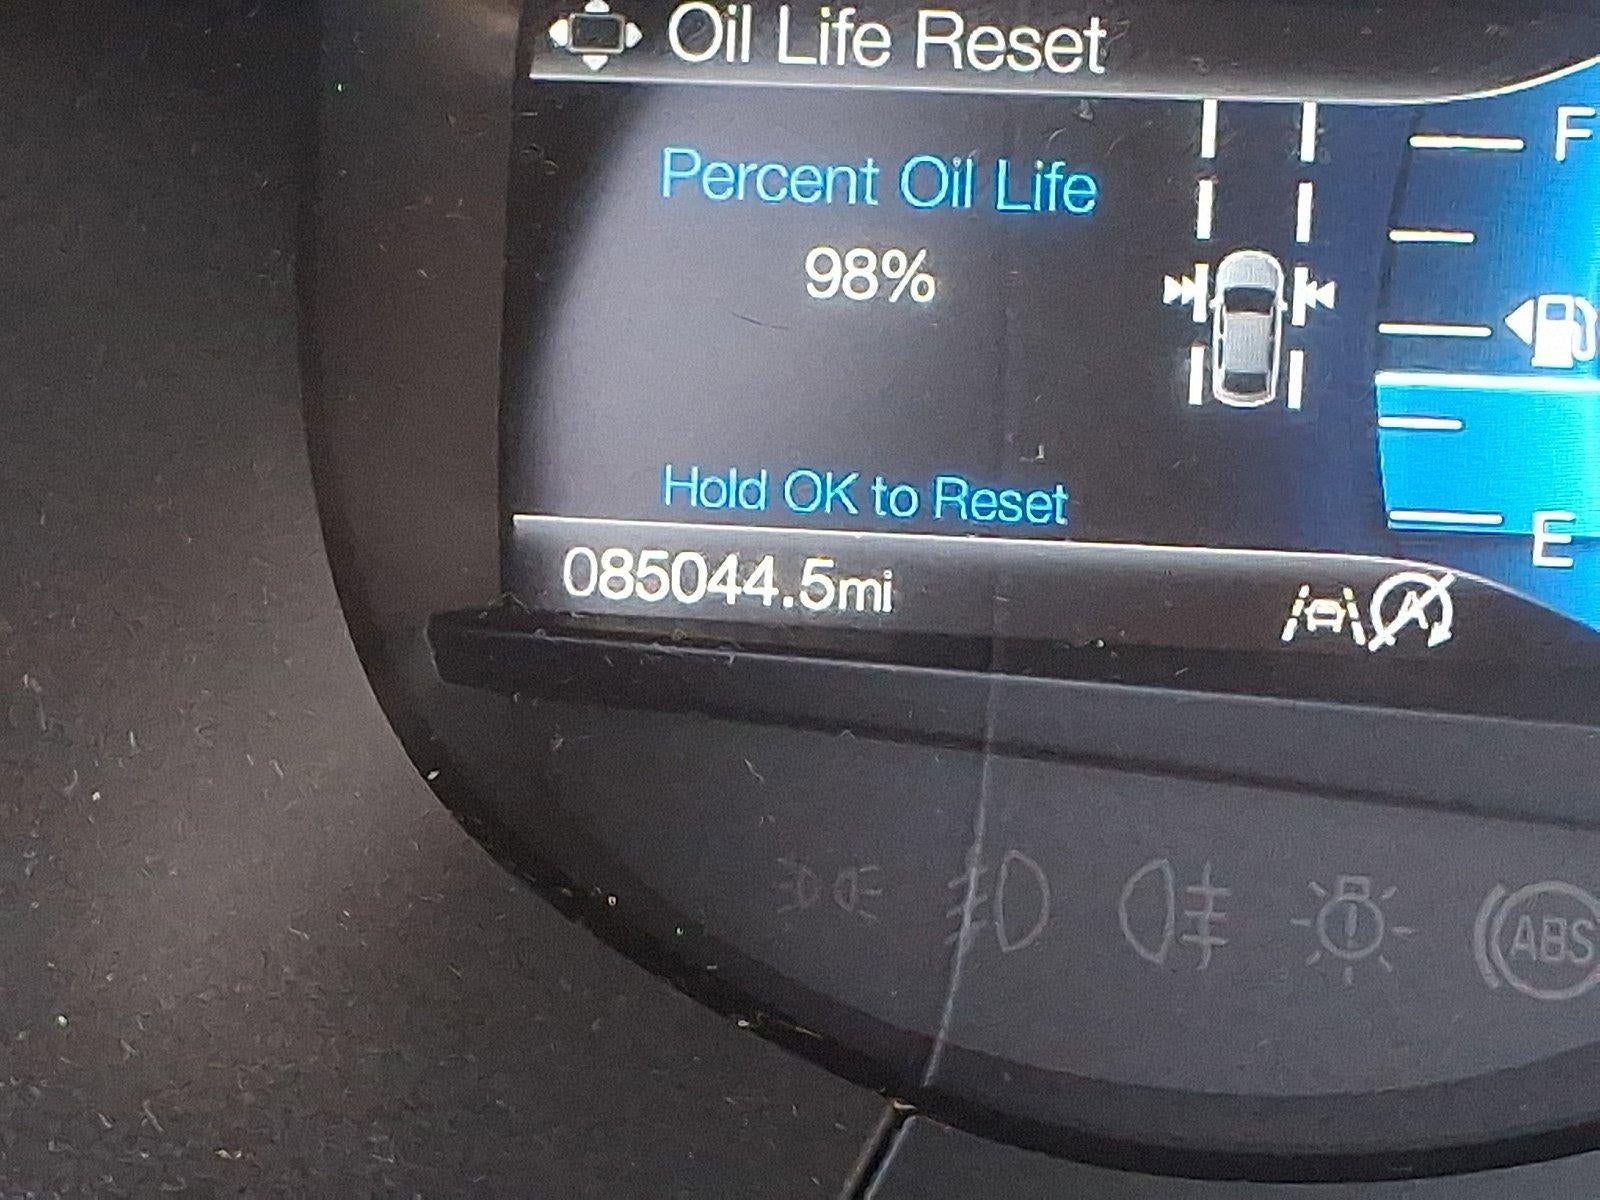 Oil Life Reset
Percent Oil Life
98%
Hold OK to Reset
085044.5mi
F
E
A
ABS